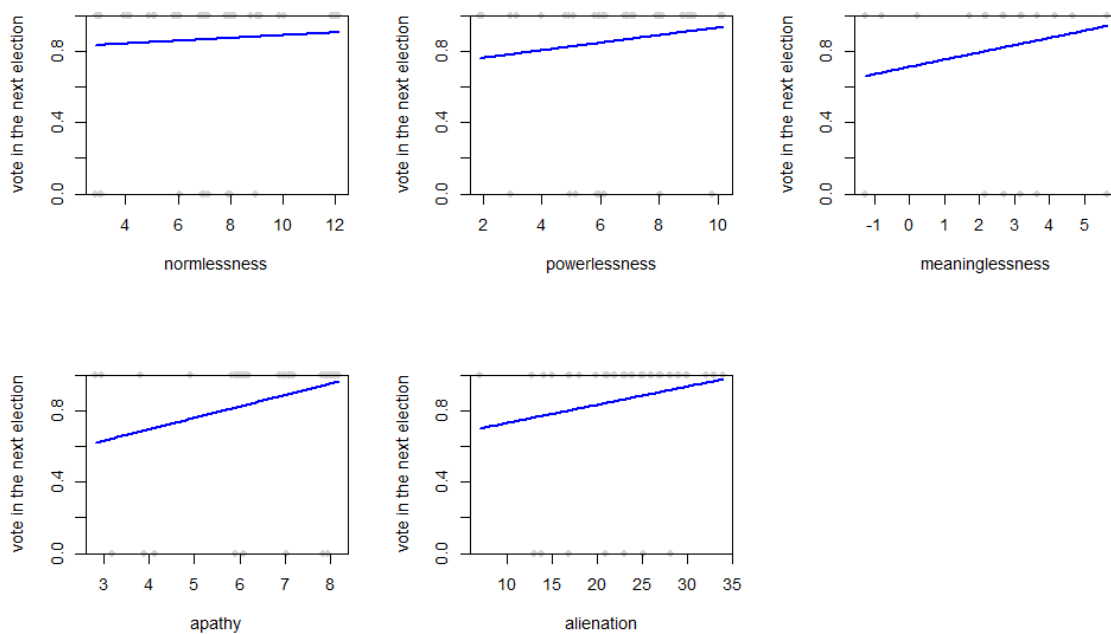 vote in the next election
0.0 0.4 0.8
4 6 8 10 12
normlessness
vote in the next election
0.0 0.4 0.8
2 4 6 8 10
powerlessness
vote in the next election
0.0 0.4 0.8
-1 0 1 2 3 4 5
meaninglessness
vote in the next election
0.0 0.4 0.8
3 4 5 6 7 8
apathy
vote in the next election
0.0 0.4 0.8
10 15 20 25 30 35
alienation